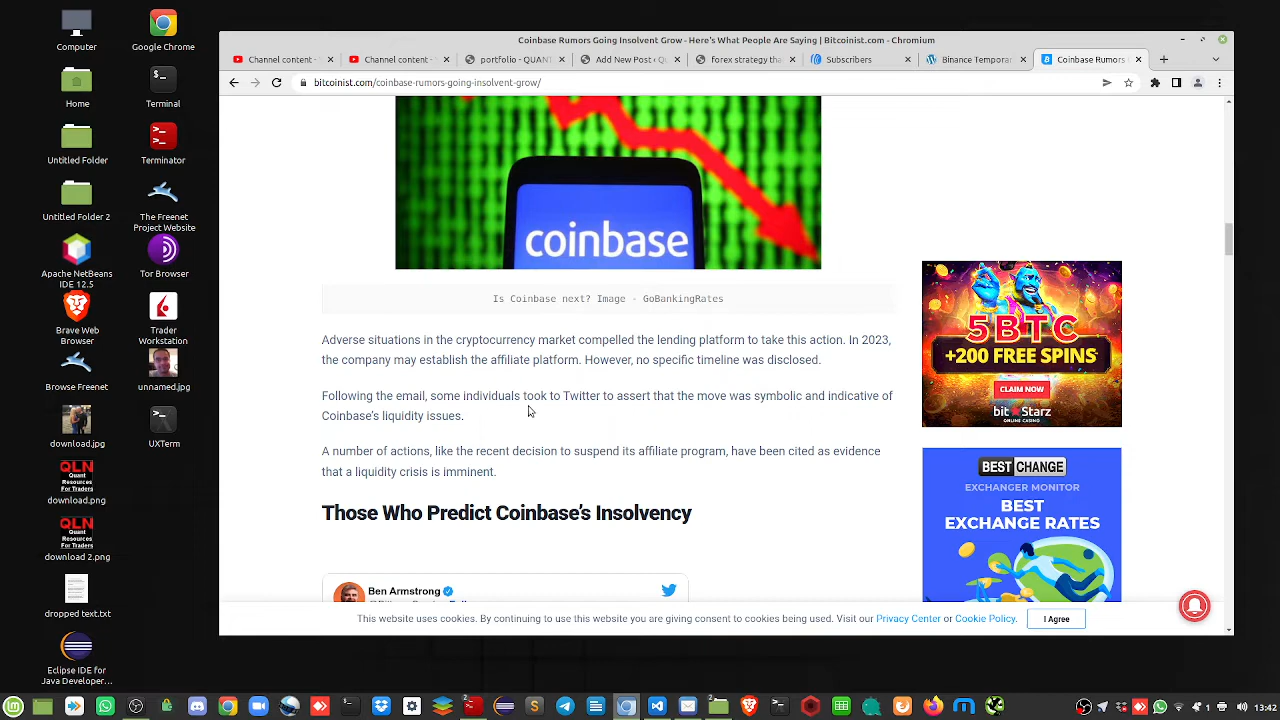 Coinbase Rumors Going Insolvent Grow - Here's What People Are Saying | Bitcoinist.com - Chromium
Channel content -
Channel content -
portfolio - QUANT
Add New Post ‹ Qu
forex strategy tha
Subscribers
Binance Temporar
Coinbase Rumors
bitcoinist.com/coinbase-rumors-going-insolvent-grow/
Computer
Google Chrome
Home
Terminal
Untitled Folder
Terminator
Untitled Folder 2
The Freenet
Project Website
Apache NetBeans
IDE 12.5
Tor Browser
Brave Web
Browser
Trader
Workstation
Browse Freenet
unnamed.jpg
download.jpg
UXTerm
QLN
Quant
Resources
For Traders
download.png
QLN
Quant
Resources
For Traders
download 2.png
dropped text.txt
Eclipse IDE for
Java Developer...
coinbase
Is Coinbase next? Image - GoBankingRates
Adverse situations in the cryptocurrency market compelled the lending platform to take this action. In 2023,
the company may establish the affiliate platform. However, no specific timeline was disclosed.
Following the email, some individuals took to Twitter to assert that the move was symbolic and indicative of
Coinbase's liquidity issues.
A number of actions, like the recent decision to suspend its affiliate program, have been cited as evidence
that a liquidity crisis is imminent.
Those Who Predict Coinbase's Insolvency
Ben Armstrong
5BTC
+200 FREE SPINS
CLAIM NOW
bitstarz
ONLINE CASINO
BEST CHANGE
EXCHANGER MONITOR
BEST
EXCHANGE RATES
This website uses cookies. By continuing to use this website you are giving consent to cookies being used. Visit our Privacy Center or Cookie Policy.
I Agree
2
2
1
13:42